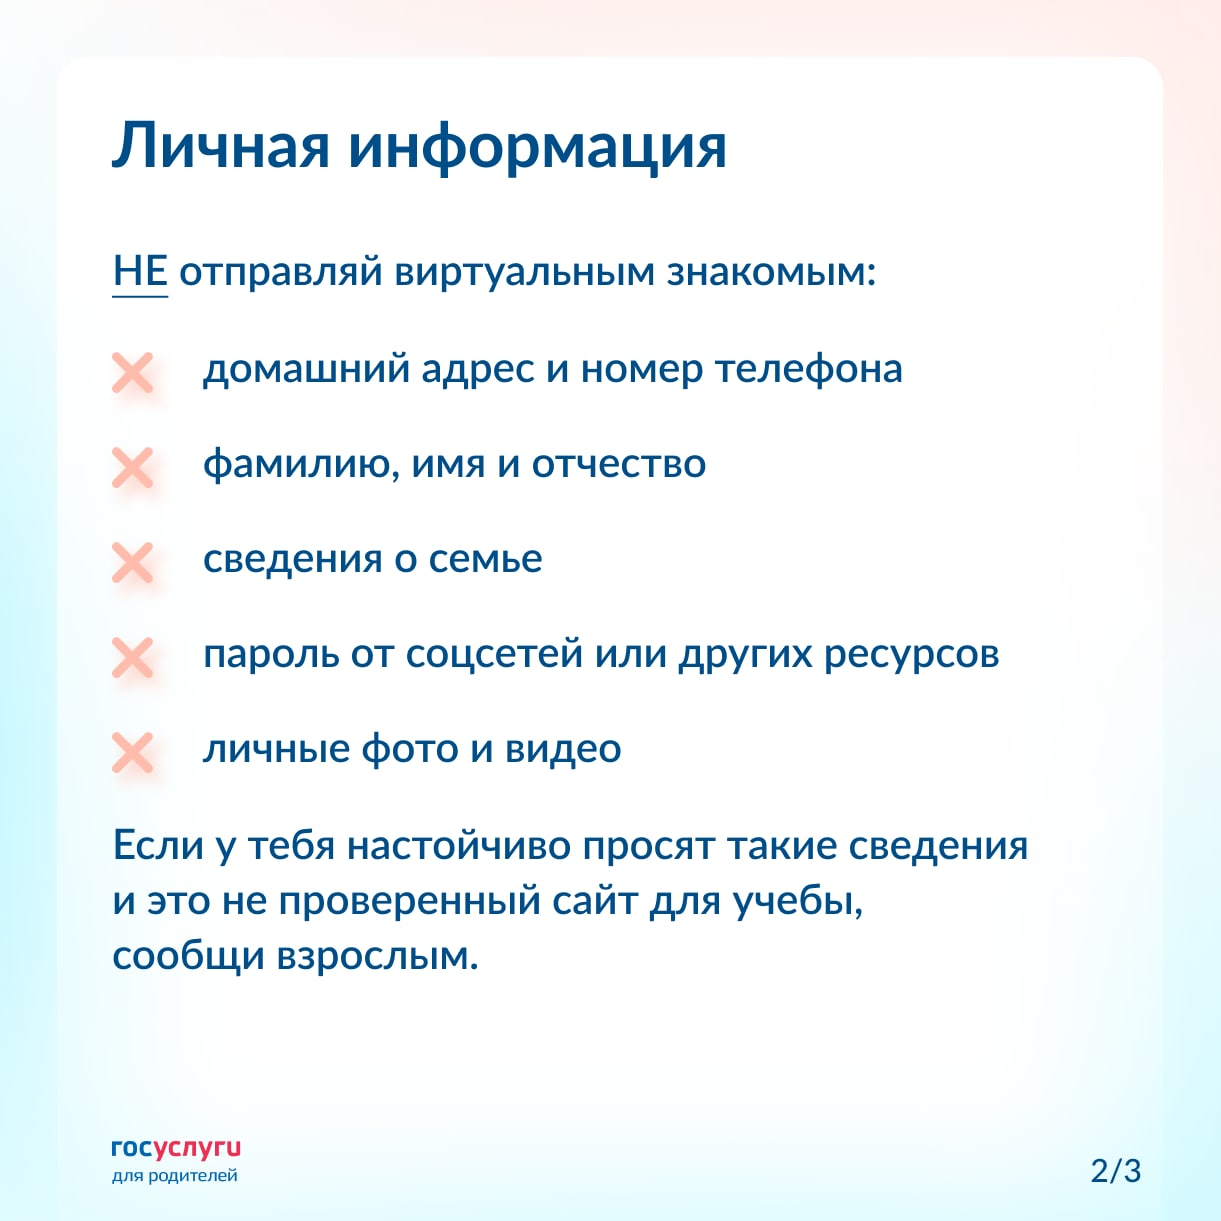 Личная информация
НЕ отправляй виртуальным знакомым:
домашний адрес и номер телефона
фамилию, имя и отчество
сведения о семье
пароль от соцсетей или других ресурсов
личные фото и видео
Если у тебя настойчиво просят такие сведения
и это не проверенный сайт для учебы,
сообщи взрослым.
госуслуги
для родителей
2/3